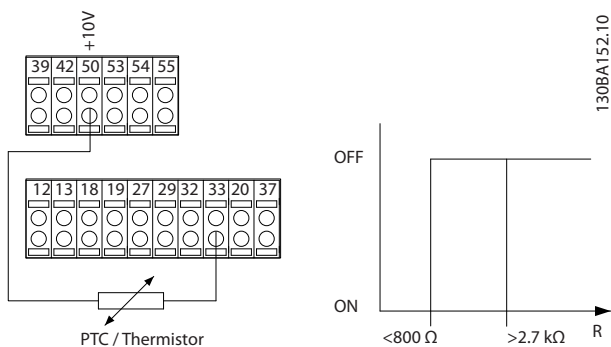 +10V
39 42 50 53 54 55
12 13 18 19 27 29 32 33 20 37
PTC / Thermistor
130BA152.10
OFF
ON
<800 Ω >2.7 kΩ R